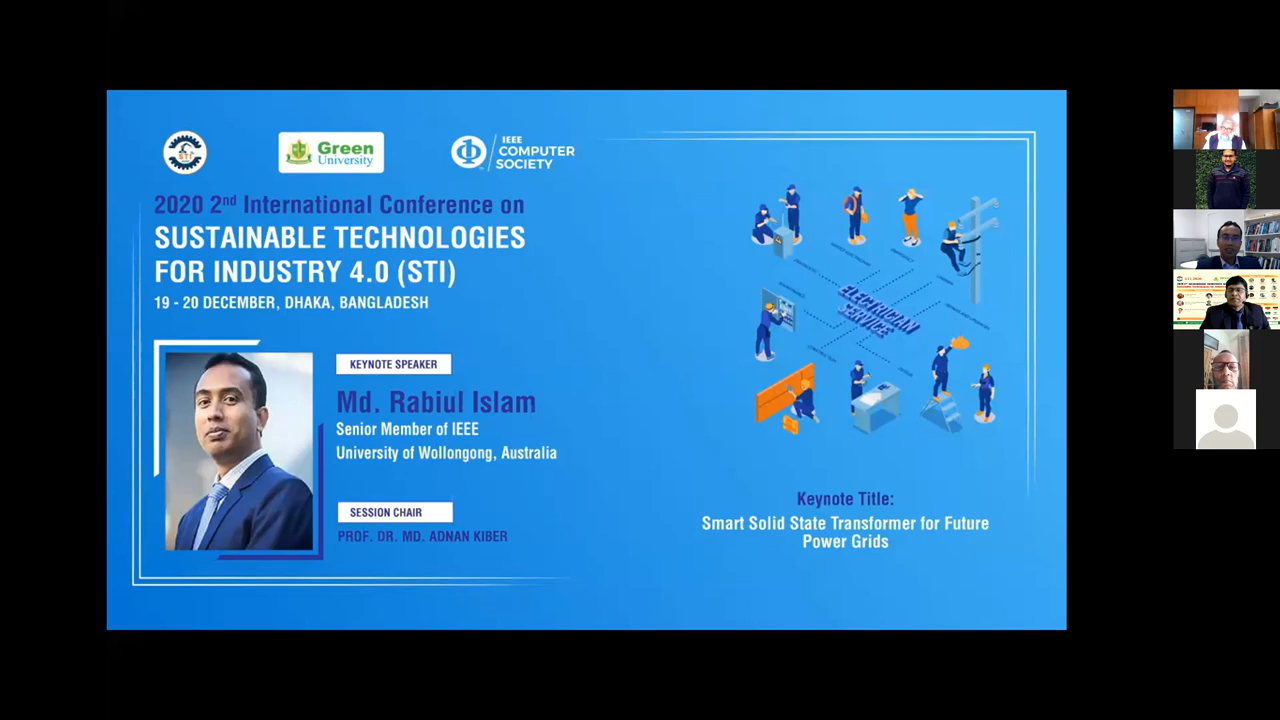 STI
Green
University
IEEE
COMPUTER
SOCIETY
2020 2nd International Conference on
SUSTAINABLE TECHNOLOGIES
FOR INDUSTRY 4.0 (STI)
19 - 20 DECEMBER, DHAKA, BANGLADESH
KEYNOTE SPEAKER
Md. Rabiul Islam
Senior Member of IEEE
University of Wollongong, Australia
SESSION CHAIR
PROF. DR. MD. ADNAN KIBER
ELECTRICIAN
SERVICE
Keynote Title:
Smart Solid State Transformer for Future
Power Grids